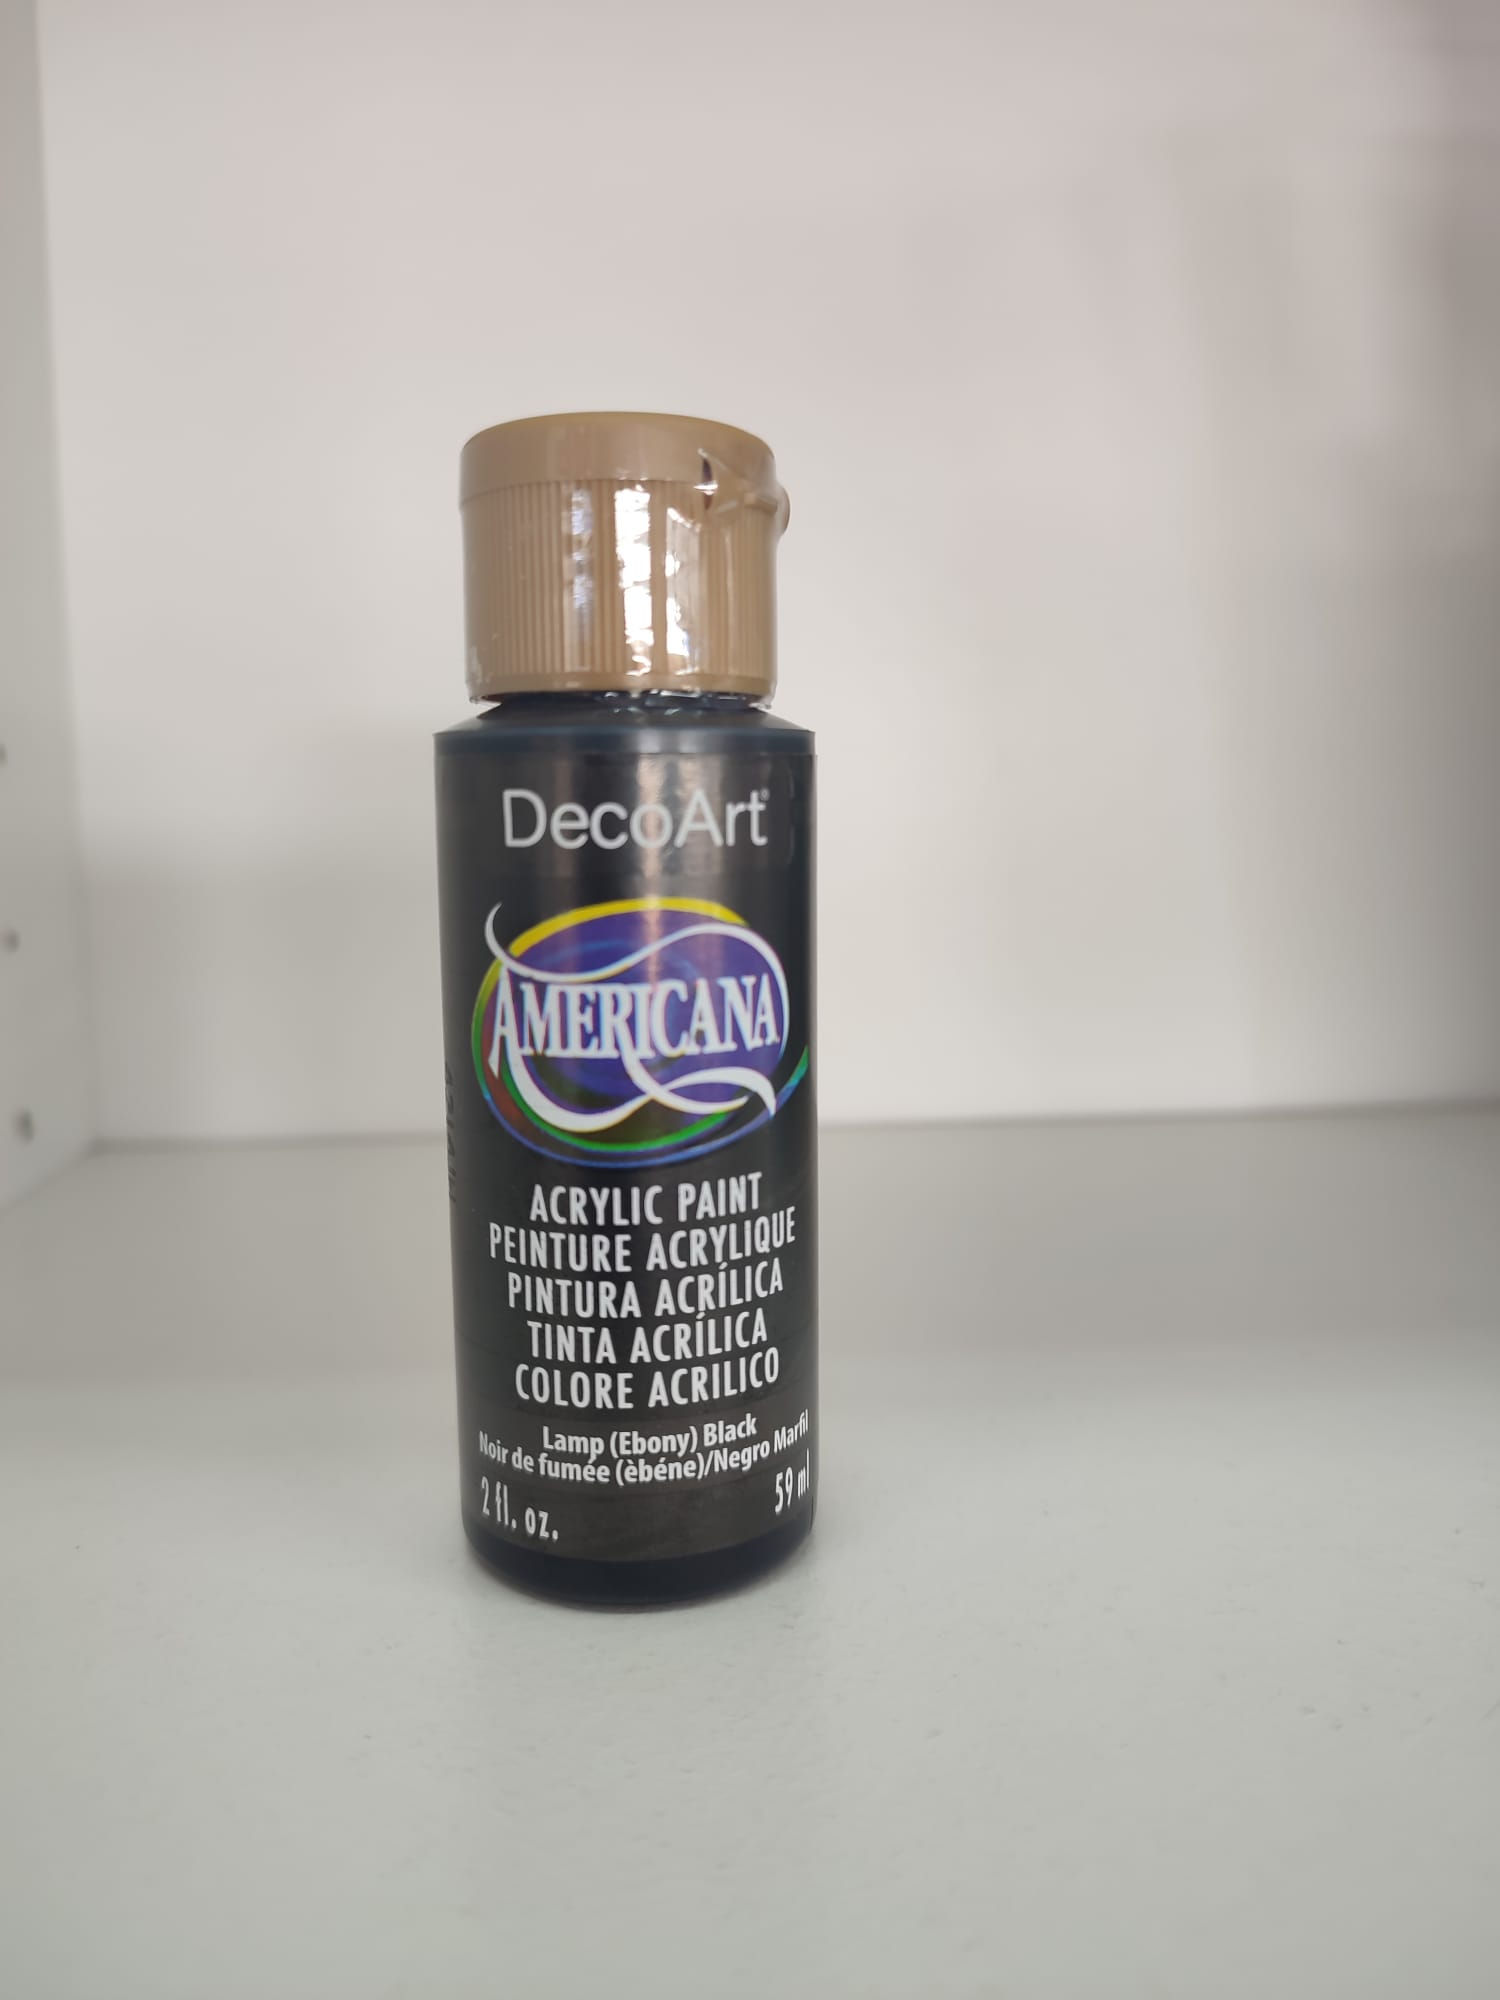 DecoArt®
AMERICANA
ACRYLIC PAINT
PEINTURE ACRYLIQUE
PINTURA ACRÍLICA
TINTA ACRÍLICA
COLORE ACRILICO
Lamp (Ebony) Black
Noir de fumée (èbéne)/Negro Marfil
2 fl. oz. 59 ml